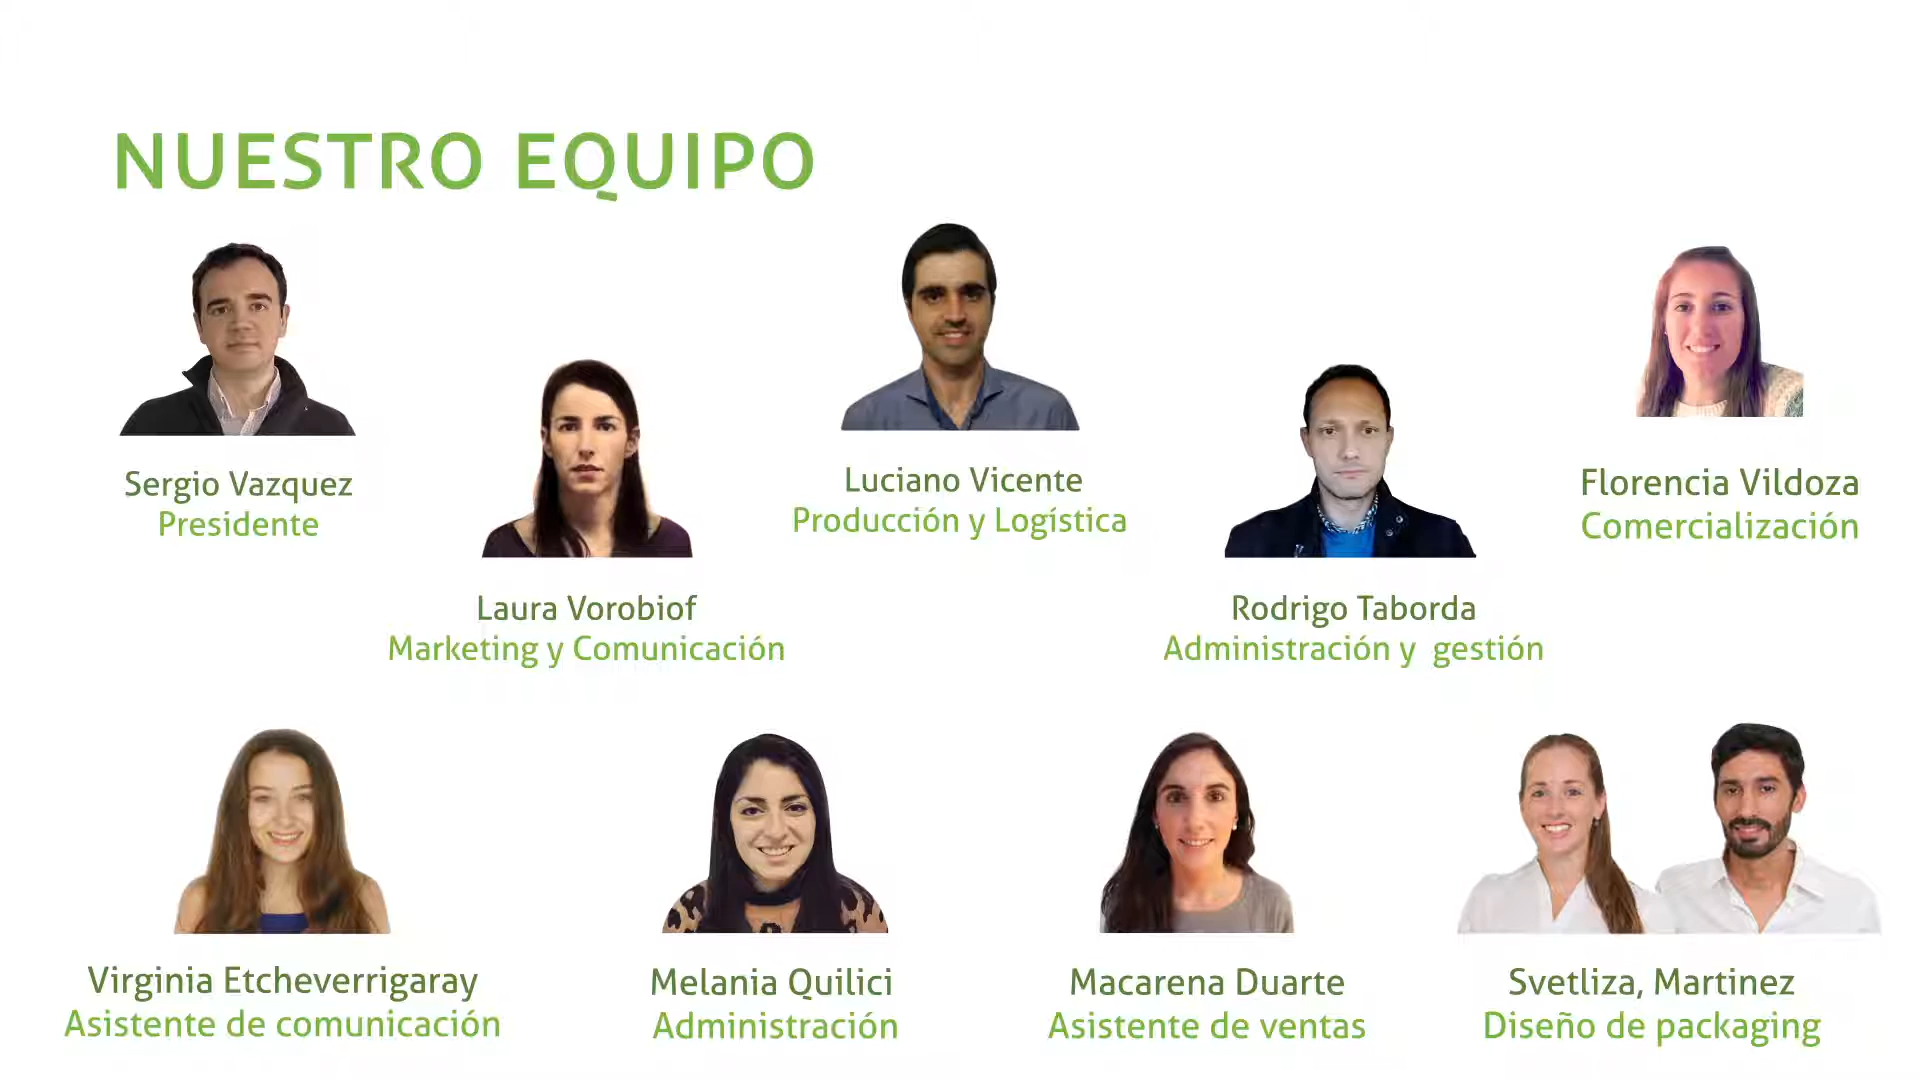 NUESTRO EQUIPO
Sergio Vazquez
Presidente
Laura Vorobiof
Marketing y Comunicación
Luciano Vicente
Producción y Logística
Rodrigo Taborda
Administración y gestión
Florencia Vildoza
Comercialización
Virginia Etcheverrigaray
Asistente de comunicación
Melania Quilici
Administración
Macarena Duarte
Asistente de ventas
Svetliza, Martinez
Diseño de packaging